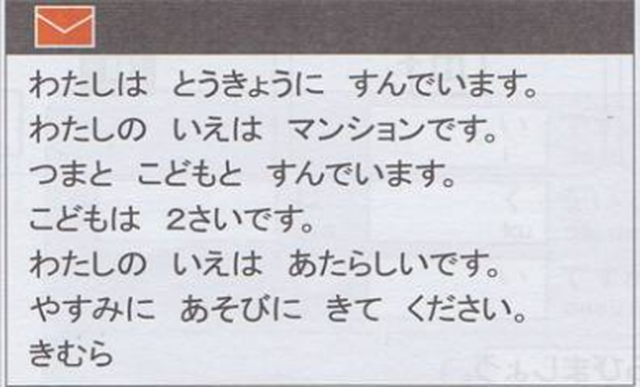 わたしは　とうきょうに　すんでいます。
わたしの　いえは　マンションです。
つまと　こどもと　すんでいます。
こどもは　2さいです。
わたしの　いえは　あたらしいです。
やすみに　あそびに　きて　ください。
きむら